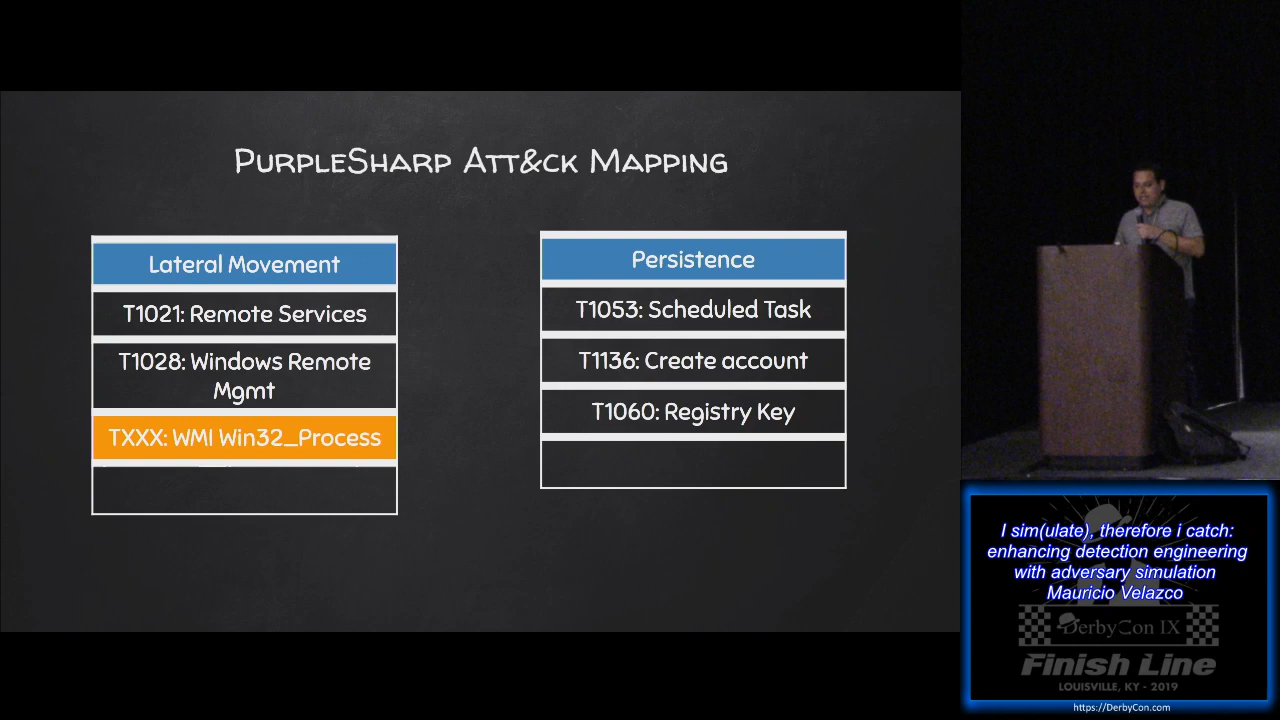 PurpleSharp Att&ck Mapping
Lateral Movement
T1021: Remote Services
T1028: Windows Remote
Mgmt
TXXX: WMI Win32_Process
Persistence
T1053: Scheduled Task
T1136: Create account
T1060: Registry Key
I sim(ulate), therefore i catch:
enhancing detection engineering
with adversary simulation
Mauricio Velazco
DerbyCon IX
Finish Line
LOUISVILLE, KY - 2019
https://DerbyCon.com